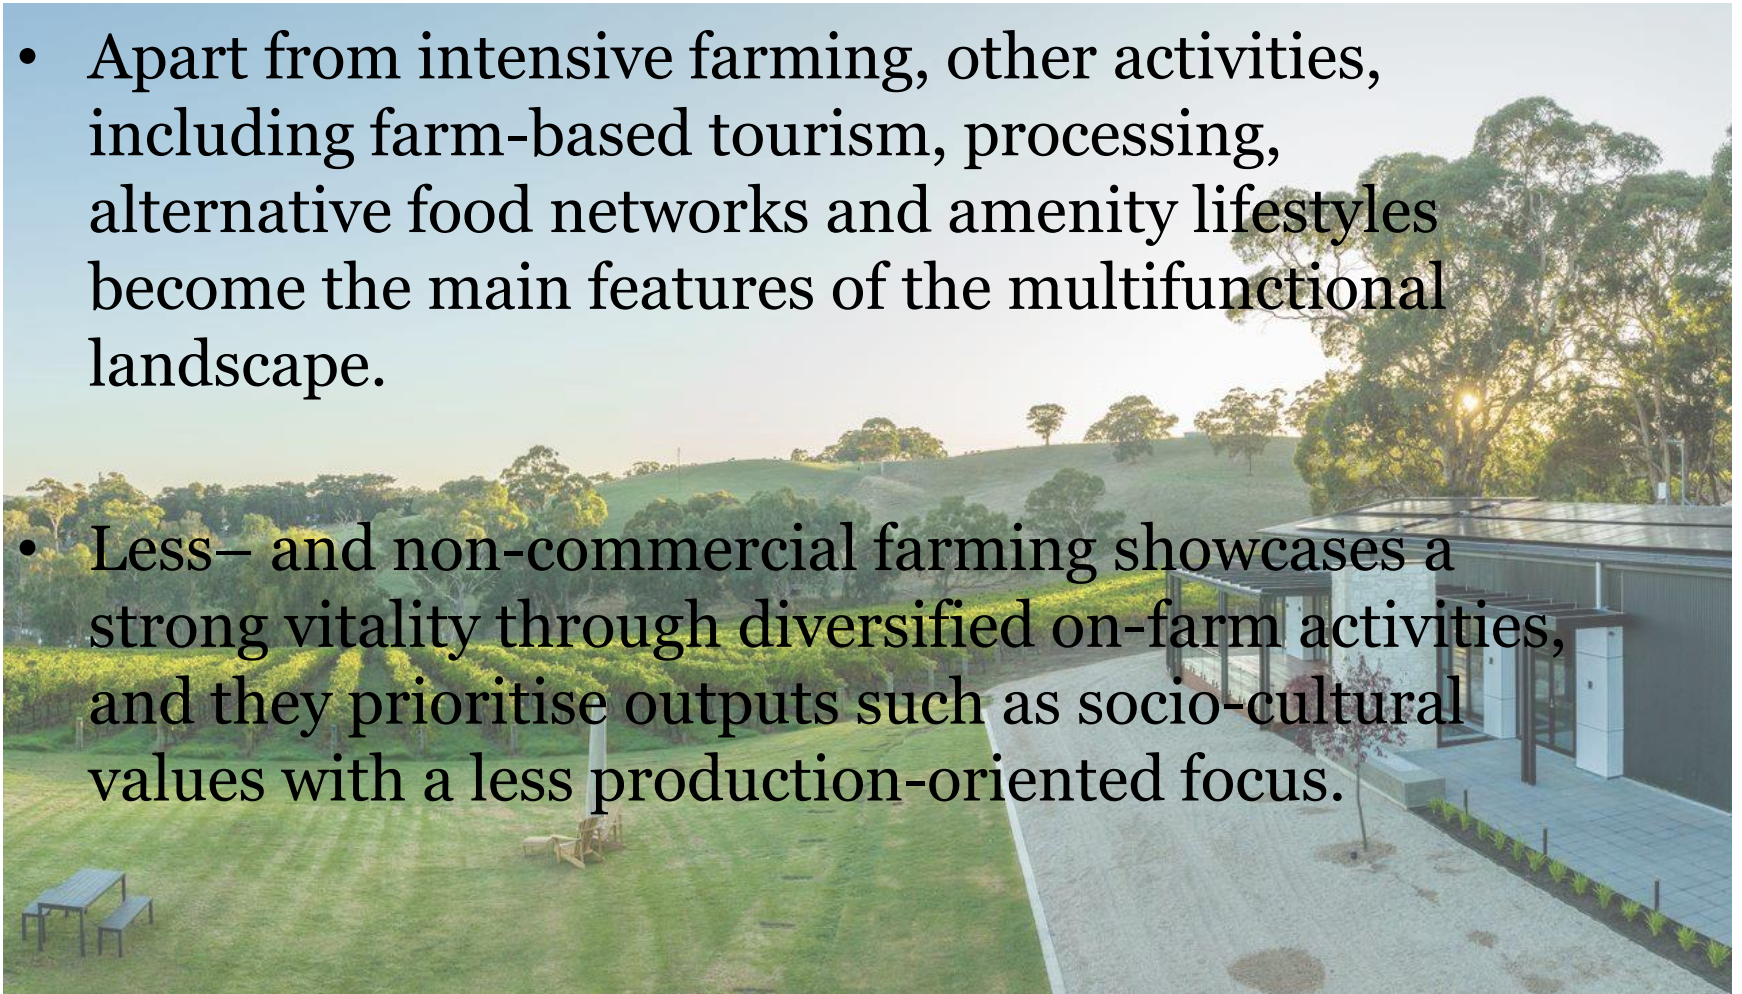 • Apart from intensive farming, other activities,
including farm-based tourism, processing,
alternative food networks and amenity lifestyles
become the main features of the multifunctional
landscape.
• Less– and non-commercial farming showcases a
strong vitality through diversified on-farm activities,
and they prioritise outputs such as socio-cultural
values with a less production-oriented focus.